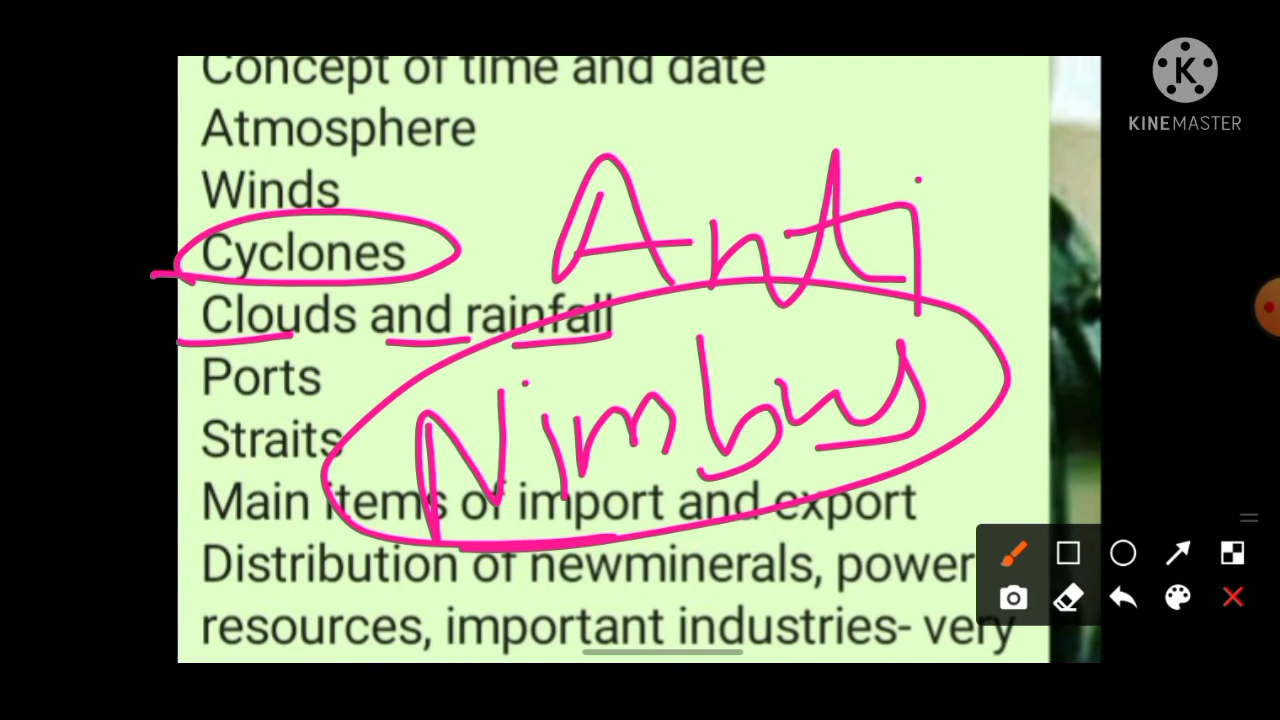 Concept of time and date
Atmosphere
Winds
Cyclones
Anti
Clouds and rainfall
Nimbus
Ports
Straits
Main items of import and export
Distribution of newminerals, power
resources, important industries- very
K
KINEMASTER